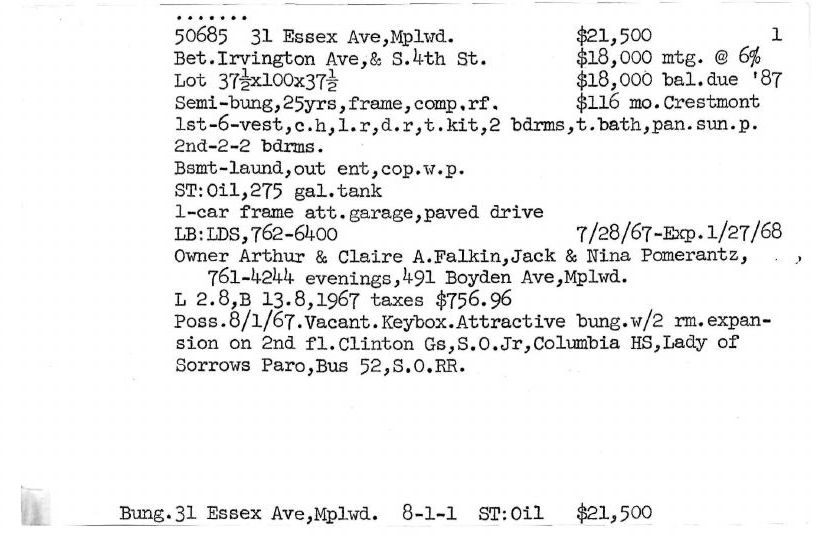 50685 31 Essex Ave,Mplwd. $21,500 1
Bet.Irvington Ave,& S.4th St. $18,000 mtg. @ 6%
Lot 37½x100x37½ $18,000 bal.due '87
Semi-bung,25yrs,frame,comp.rf. $116 mo.Crestmont
1st-6-vest,c.h,l.r,d.r,t.kit,2 bdrms,t.bath,pan.sun.p.
2nd-2-2 bdrms.
Bsmt-laund,out ent,cop.w.p.
ST:Oil,275 gal.tank
1-car frame att.garage,paved drive
LB:LDS,762-6400 7/28/67-Exp.1/27/68
Owner Arthur & Claire A.Falkin,Jack & Nina Pomerantz,
761-4244 evenings,491 Boyden Ave,Mplwd.
L 2.8,B 13.8,1967 taxes $756.96
Poss.8/1/67.Vacant.Keybox.Attractive bung.w/2 rm.expan-
sion on 2nd fl.Clinton Gs,S.O.Jr,Columbia HS,Lady of
Sorrows Paro,Bus 52,S.O.RR.
Bung.31 Essex Ave,Mplwd. 8-1-1 ST:Oil $21,500